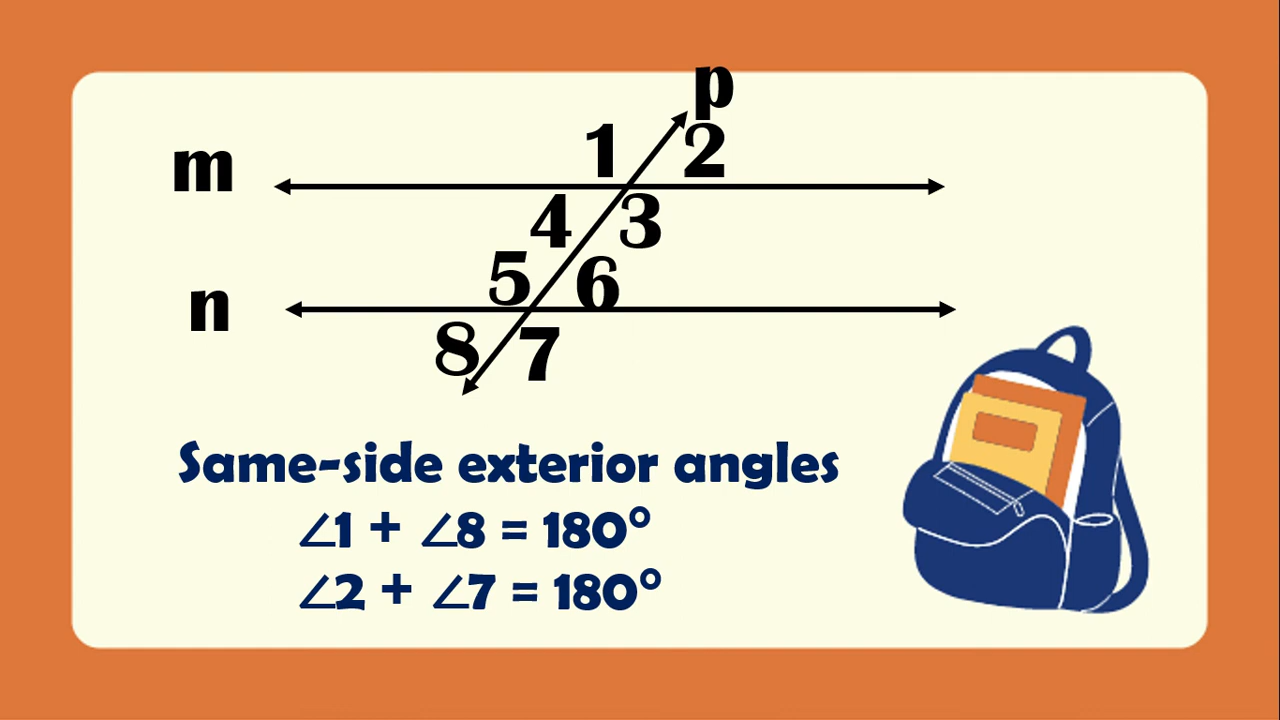 p
1 2
m
4 3
5 6
n
8 7
Same-side exterior angles
∠1 + ∠8 = 180°
∠2 + ∠7 = 180°